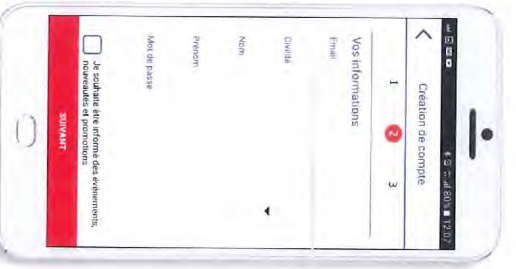 80% 12:07
Création de compte
1 2 3
Vos informations
Email
Civilité
Nom
Prénom
Mot de passe
Je souhaite être informé des événements,
nouveautés et promotions
SUIVANT